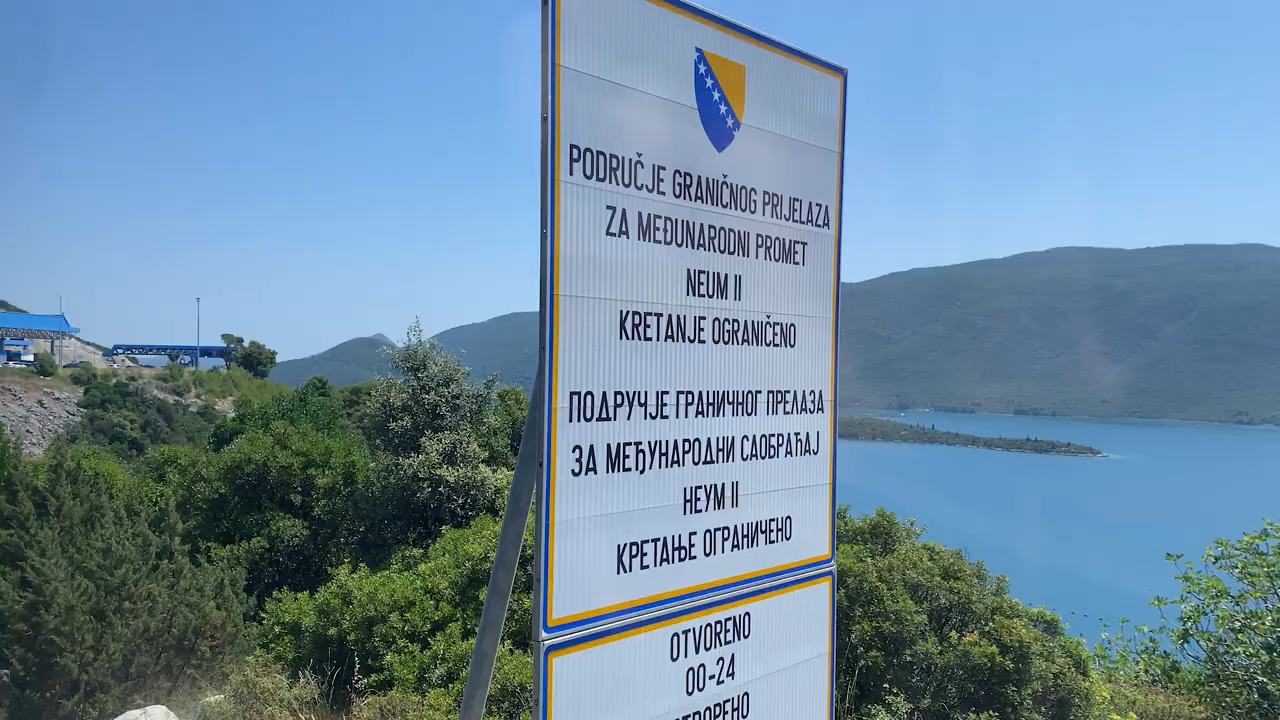 PODRUČJE GRANIČNOG PRIJELAZA
ZA MEĐUNARODNI PROMET
NEUM II
KRETANJE OGRANIČENO
ПОДРУЧЈЕ ГРАНИЧНОГ ПРЕЛАЗА
ЗА МЕЂУНАРОДНИ САОБРАЋАЈ
НЕУМ II
КРЕТАЊЕ ОГРАНИЧЕНО
OTVORENO
00-24
ОТВОРЕНО